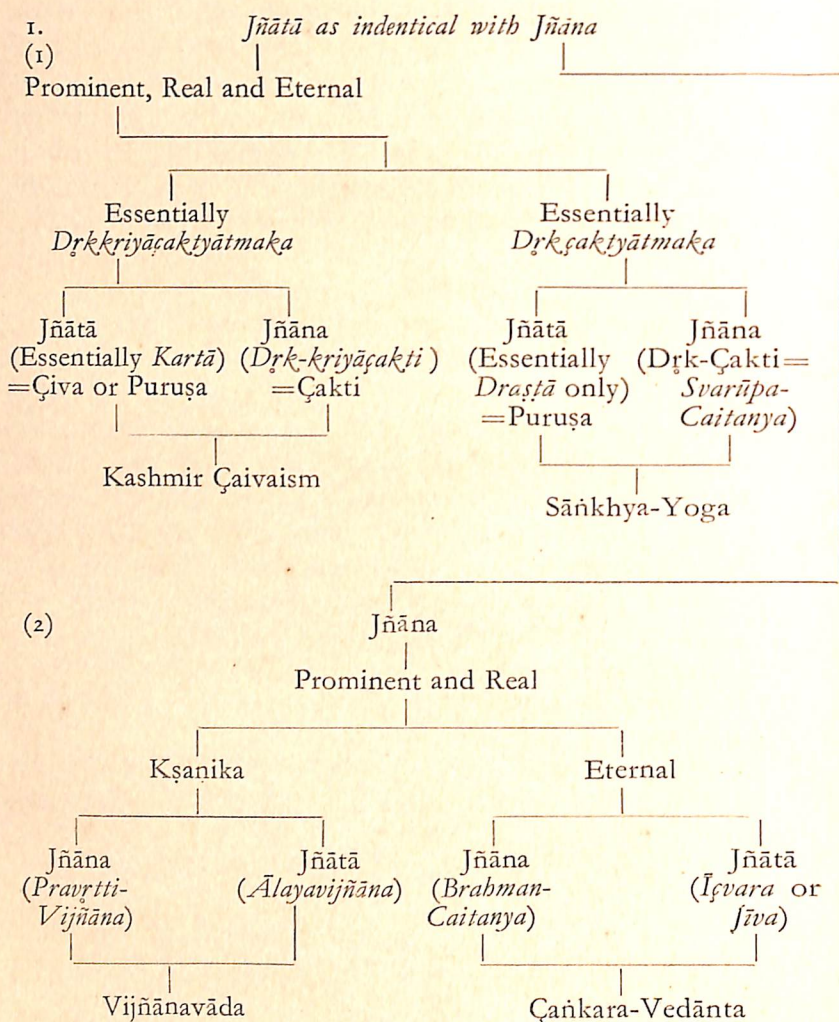 1. Jñātā as indentical with Jñāna
(1)
Prominent, Real and Eternal
Essentially Essentially
Dṛkkriyāçaktyātmaka Dṛkçaktyātmaka
Jñātā Jñāna Jñātā Jñāna
(Essentially Kartā) (Dṛk-kriyāçakti) (Essentially (Dṛk-Çakti=
=Çiva or Puruṣa =Çakti Draṣṭā only) Svarūpa-
=Puruṣa Caitanya)
Kashmir Çaivaism
Sāṅkhya-Yoga
(2) Jñāna
Prominent and Real
Kṣaṇika Eternal
Jñāna Jñātā Jñāna Jñātā
(Pravṛtti- (Ālayavijñāna) (Brahman- (Īçvara or
Vijñāna) Caitanya) Jīva)
Vijñānavāda Çaṅkara-Vedānta